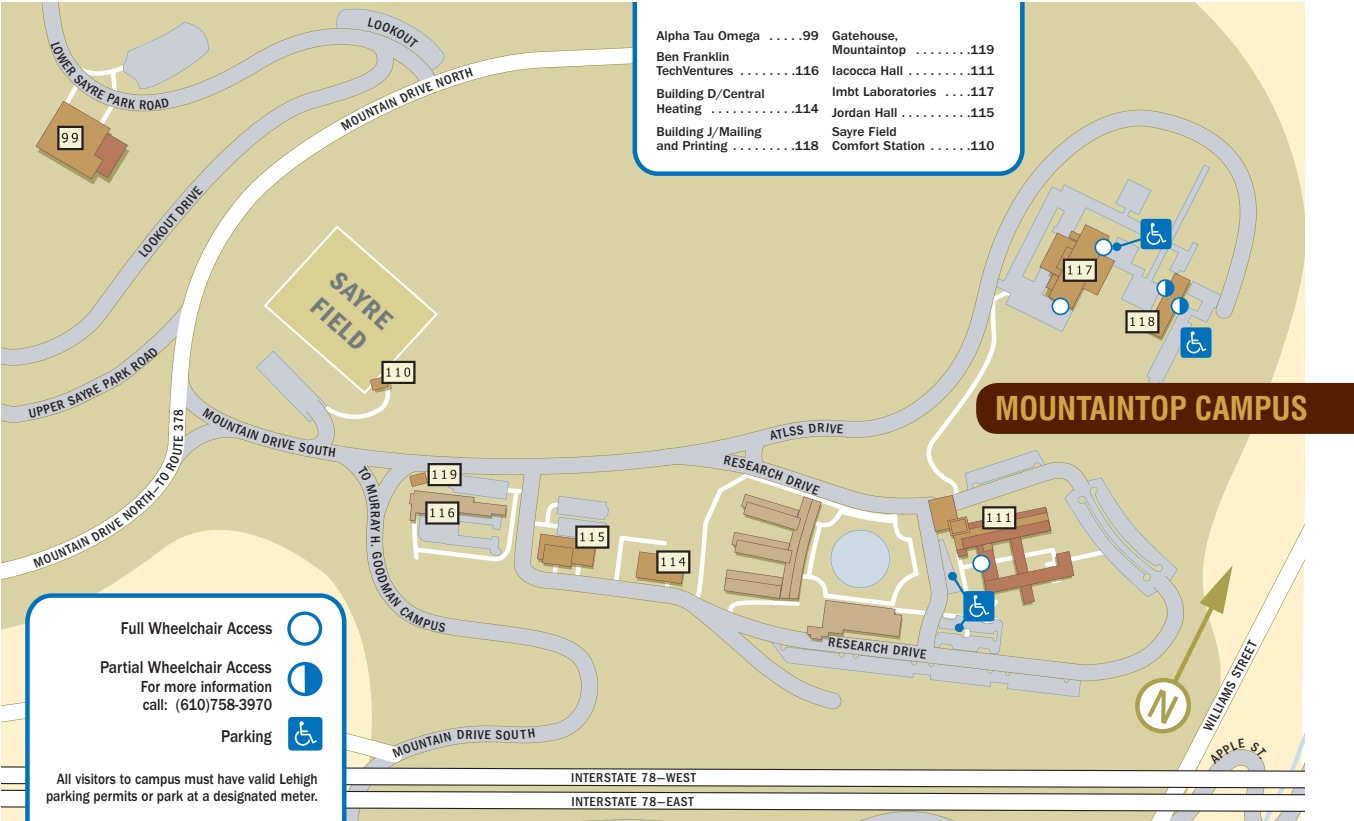 Alpha Tau Omega . . . . .99
Ben Franklin
TechVentures . . . . . . . .116
Building D/Central
Heating . . . . . . . . . . . .114
Building J/Mailing
and Printing . . . . . . . . .118
Gatehouse,
Mountaintop . . . . . . . .119
Iacocca Hall . . . . . . . . .111
Imbt Laboratories . . . .117
Jordan Hall . . . . . . . . .115
Sayre Field
Comfort Station . . . . . .110
LOOKOUT
LOWER SAYRE PARK ROAD
MOUNTAIN DRIVE NORTH
99
LOOKOUT DRIVE
SAYRE
FIELD
117
118
110
UPPER SAYRE PARK ROAD
MOUNTAINTOP CAMPUS
MOUNTAIN DRIVE SOUTH
ATLSS DRIVE
MOUNTAIN DRIVE NORTH—TO ROUTE 378
RESEARCH DRIVE
119
TO MURRAY H. GOODMAN CAMPUS
116
111
115
114
RESEARCH DRIVE
Full Wheelchair Access
Partial Wheelchair Access
For more information
call: (610)758-3970
Parking
All visitors to campus must have valid Lehigh
parking permits or park at a designated meter.
N
WILLIAMS STREET
MOUNTAIN DRIVE SOUTH
APPLE ST.
INTERSTATE 78—WEST
INTERSTATE 78—EAST